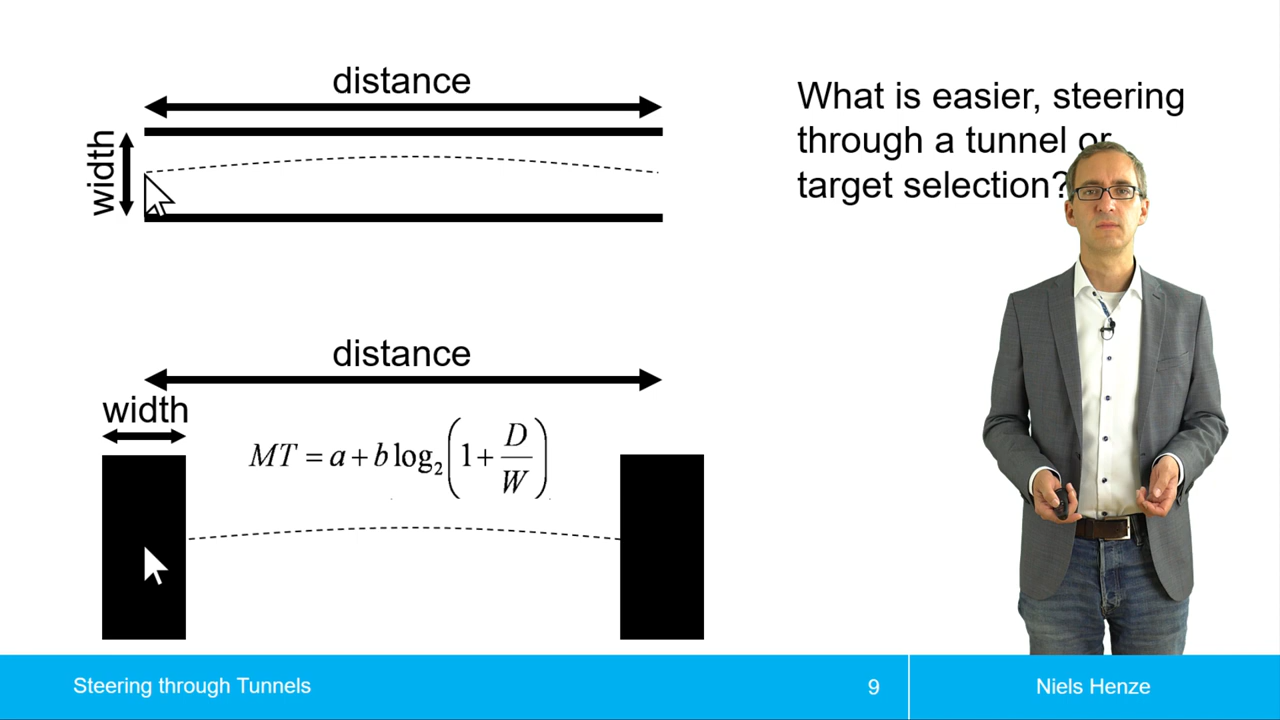 distance
width
What is easier, steering
through a tunnel or
target selection?
distance
width
MT = a + b log₂(1 + D/W)
Steering through Tunnels
9
Niels Henze